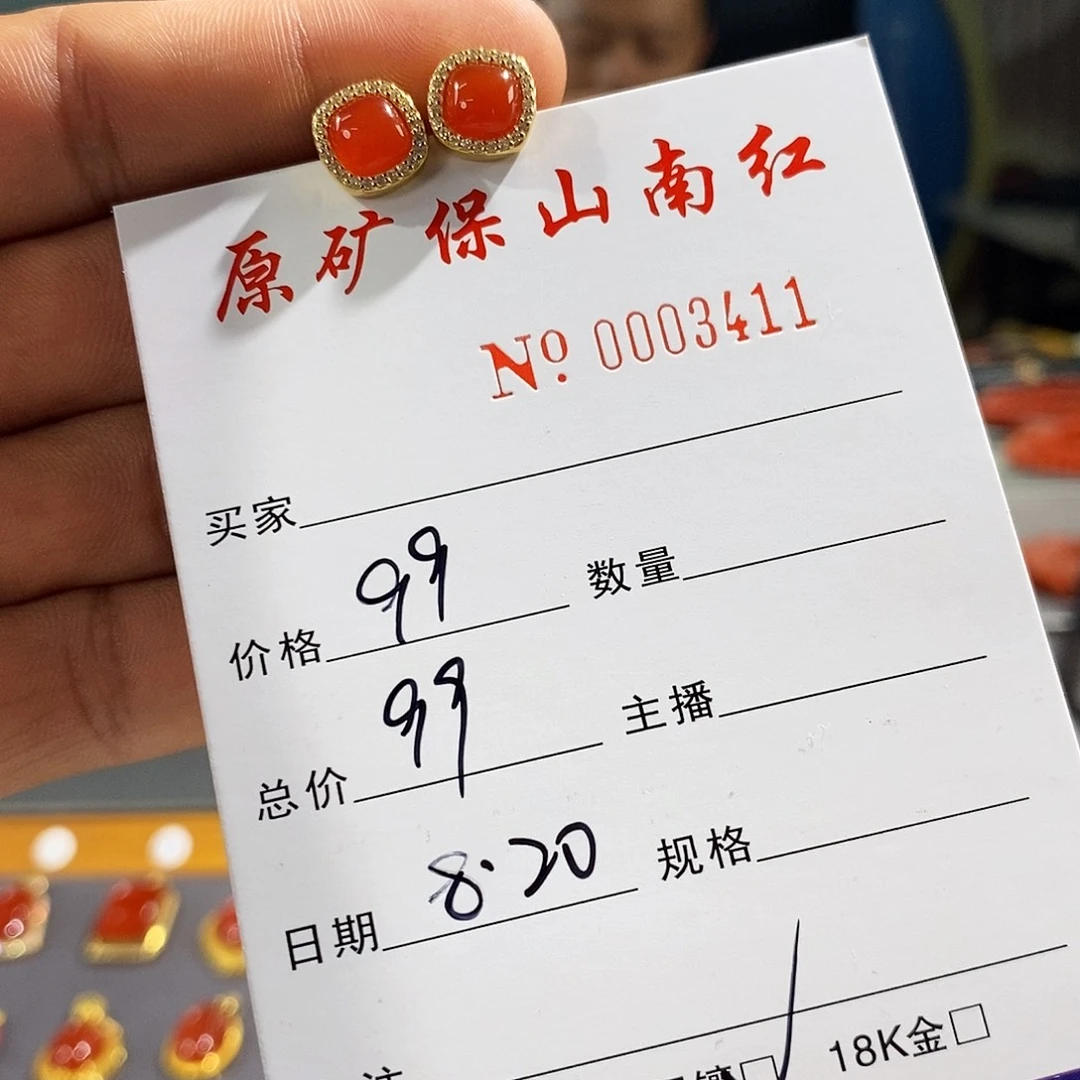 原矿保山南红
Nº 0003411
买家
价格 99 数量
总价 99 主播
日期 8·20 规格
镶□ 18K金□